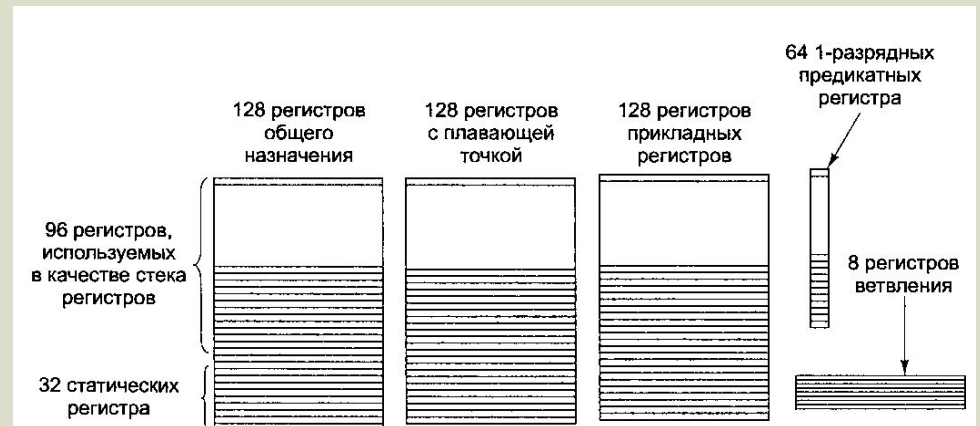 64 1-разрядных
предикатных
регистра
128 регистров
общего
назначения
128 регистров
с плавающей
точкой
128 регистров
прикладных
регистров
96 регистров,
используемых
в качестве стека
регистров
8 регистров
ветвления
32 статических
регистра